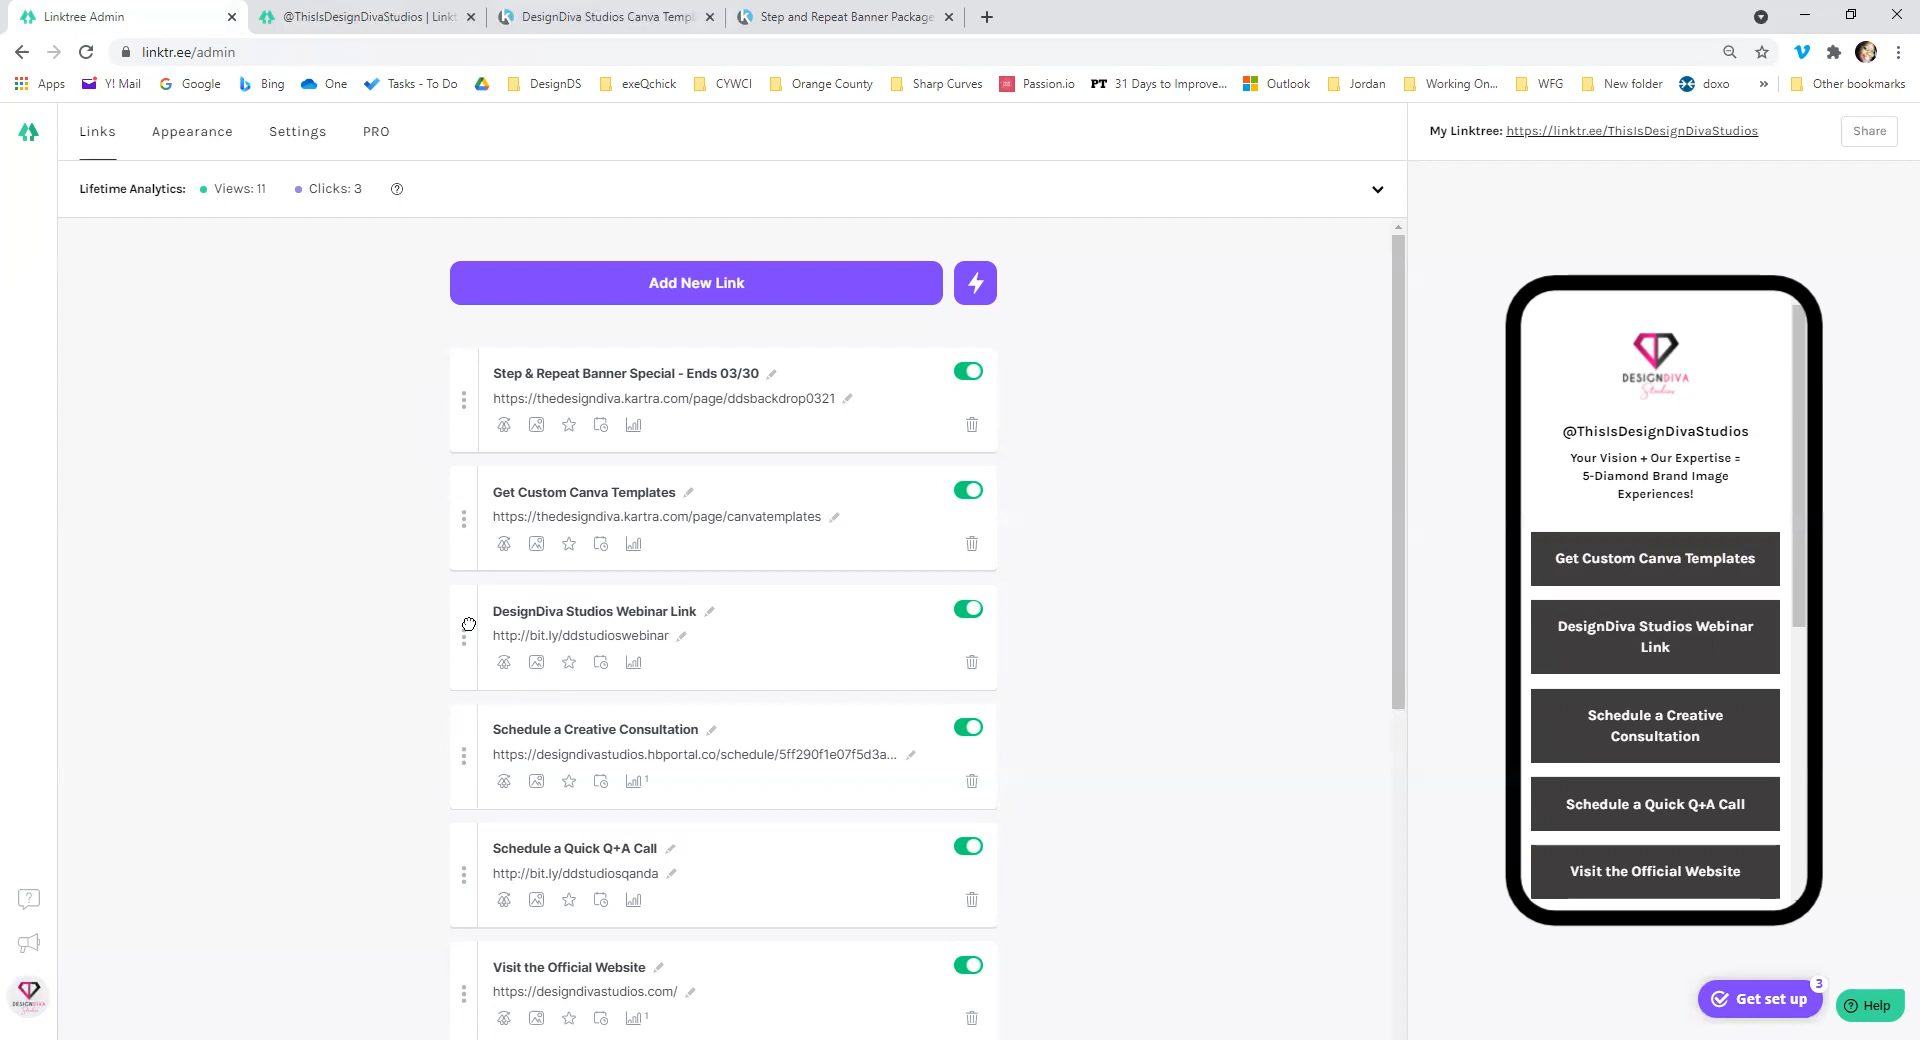 Linktree Admin
@ThisIsDesignDivaStudios | Linkt
DesignDiva Studios Canva Templ
Step and Repeat Banner Package
linktr.ee/admin
Apps
Y! Mail
Google
Bing
One
Tasks - To Do
DesignDS
exeQchick
CYWCI
Orange County
Sharp Curves
Passion.io
PT 31 Days to Improve...
Outlook
Jordan
Working On...
WFG
New folder
doxo
»
Other bookmarks
Links
Appearance
Settings
PRO
My Linktree: https://linktr.ee/ThisIsDesignDivaStudios
Share
Lifetime Analytics:
Views: 11
Clicks: 3
Add New Link
Step & Repeat Banner Special - Ends 03/30
https://thedesigndiva.kartra.com/page/ddsbackdrop0321
Get Custom Canva Templates
https://thedesigndiva.kartra.com/page/canvatemplates
DesignDiva Studios Webinar Link
http://bit.ly/ddstudioswebinar
Schedule a Creative Consultation
https://designdivastudios.hbportal.co/schedule/5ff290f1e07f5d3a...
1
Schedule a Quick Q+A Call
http://bit.ly/ddstudiosqanda
Visit the Official Website
https://designdivastudios.com/
1
DESIGNDIVA
Studios
@ThisIsDesignDivaStudios
Your Vision + Our Expertise =
5-Diamond Brand Image
Experiences!
Get Custom Canva Templates
DesignDiva Studios Webinar
Link
Schedule a Creative
Consultation
Schedule a Quick Q+A Call
Visit the Official Website
DESIGNDIVA
Studios
Get set up
3
Help